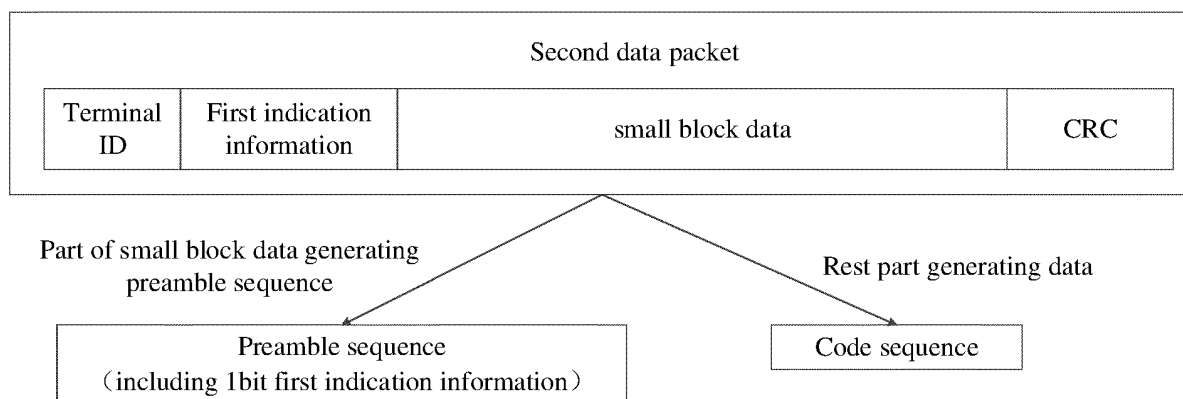 Second data packet
Terminal
ID
First indication
information
small block data
CRC
Part of small block data generating
preamble sequence
Rest part generating data
Preamble sequence
（including 1bit first indication information）
Code sequence